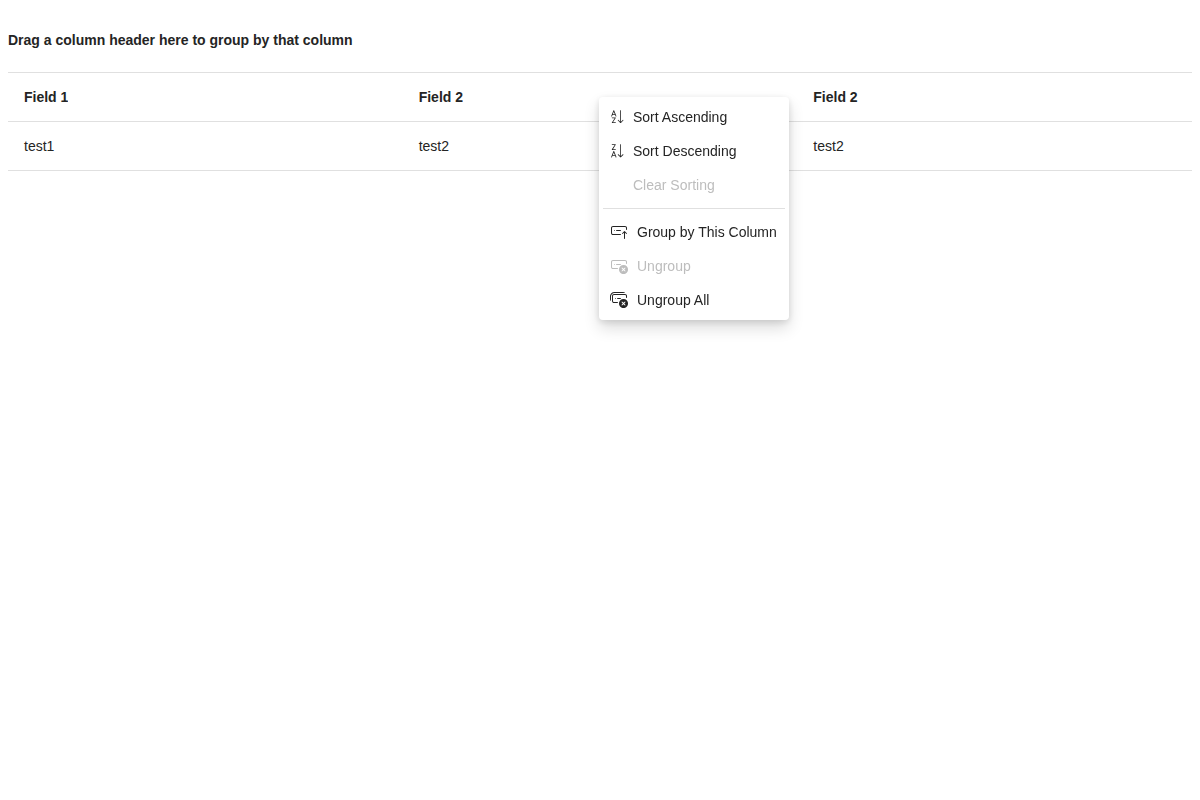 Drag a column header here to group by that column
Field 1 Field 2 Field 2
test1 test2 test2
Sort Ascending
Sort Descending
Clear Sorting
Group by This Column
Ungroup
Ungroup All